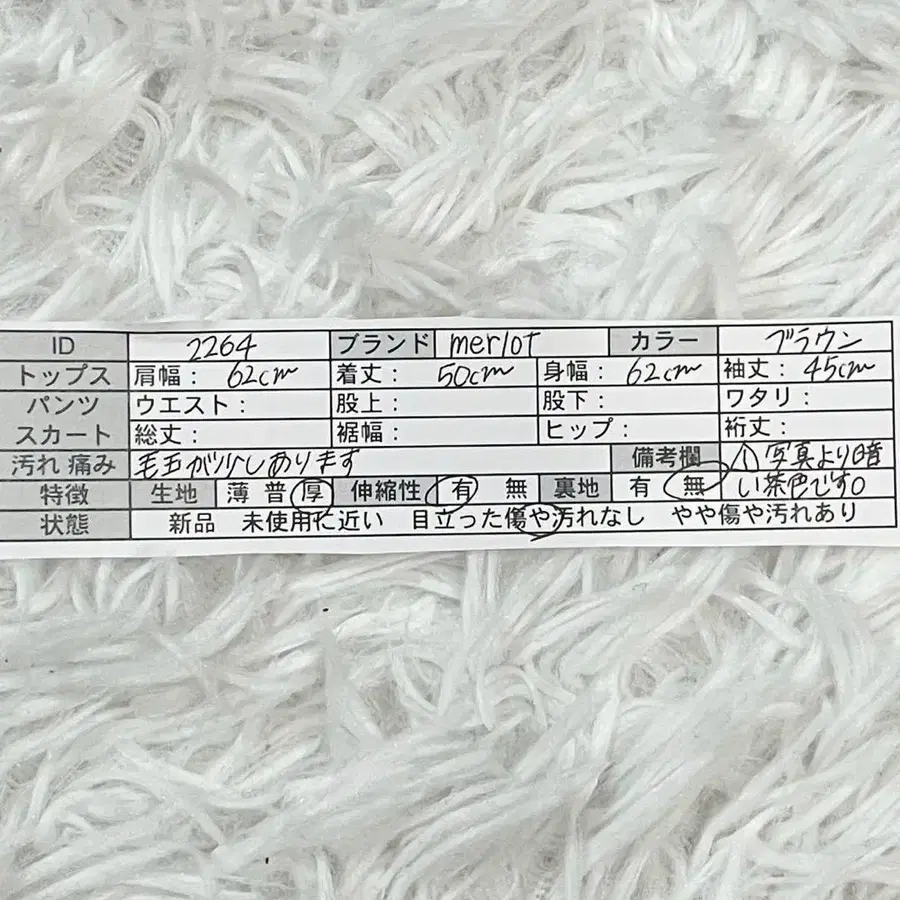 ID 2264 ブランド merlot カラー ブラウン
トップス 肩幅： 62cm 着丈： 50cm 身幅： 62cm 袖丈： 45cm
パンツ ウエスト： 股上： 股下： ワタリ：
スカート 総丈： 裾幅： ヒップ： 裄丈：
汚れ 痛み 毛玉が少しあります 備考欄 ⚠ 写真より暗
特徴 生地 薄 普 厚 伸縮性 有 無 裏地 有 無 い茶色です。
状態 新品 未使用に近い 目立った傷や汚れなし やや傷や汚れあり